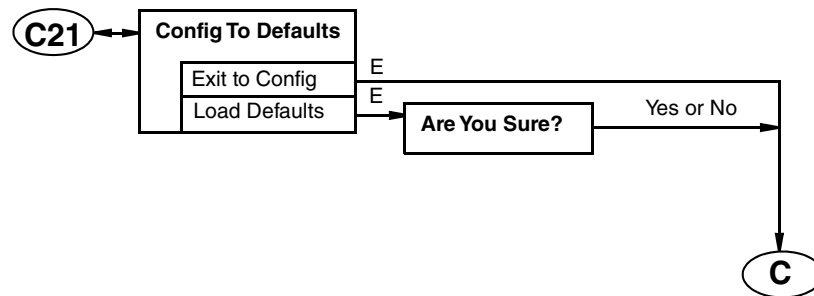 C21
Config To Defaults
Exit to Config
E
Load Defaults
E
Are You Sure?
Yes or No
C